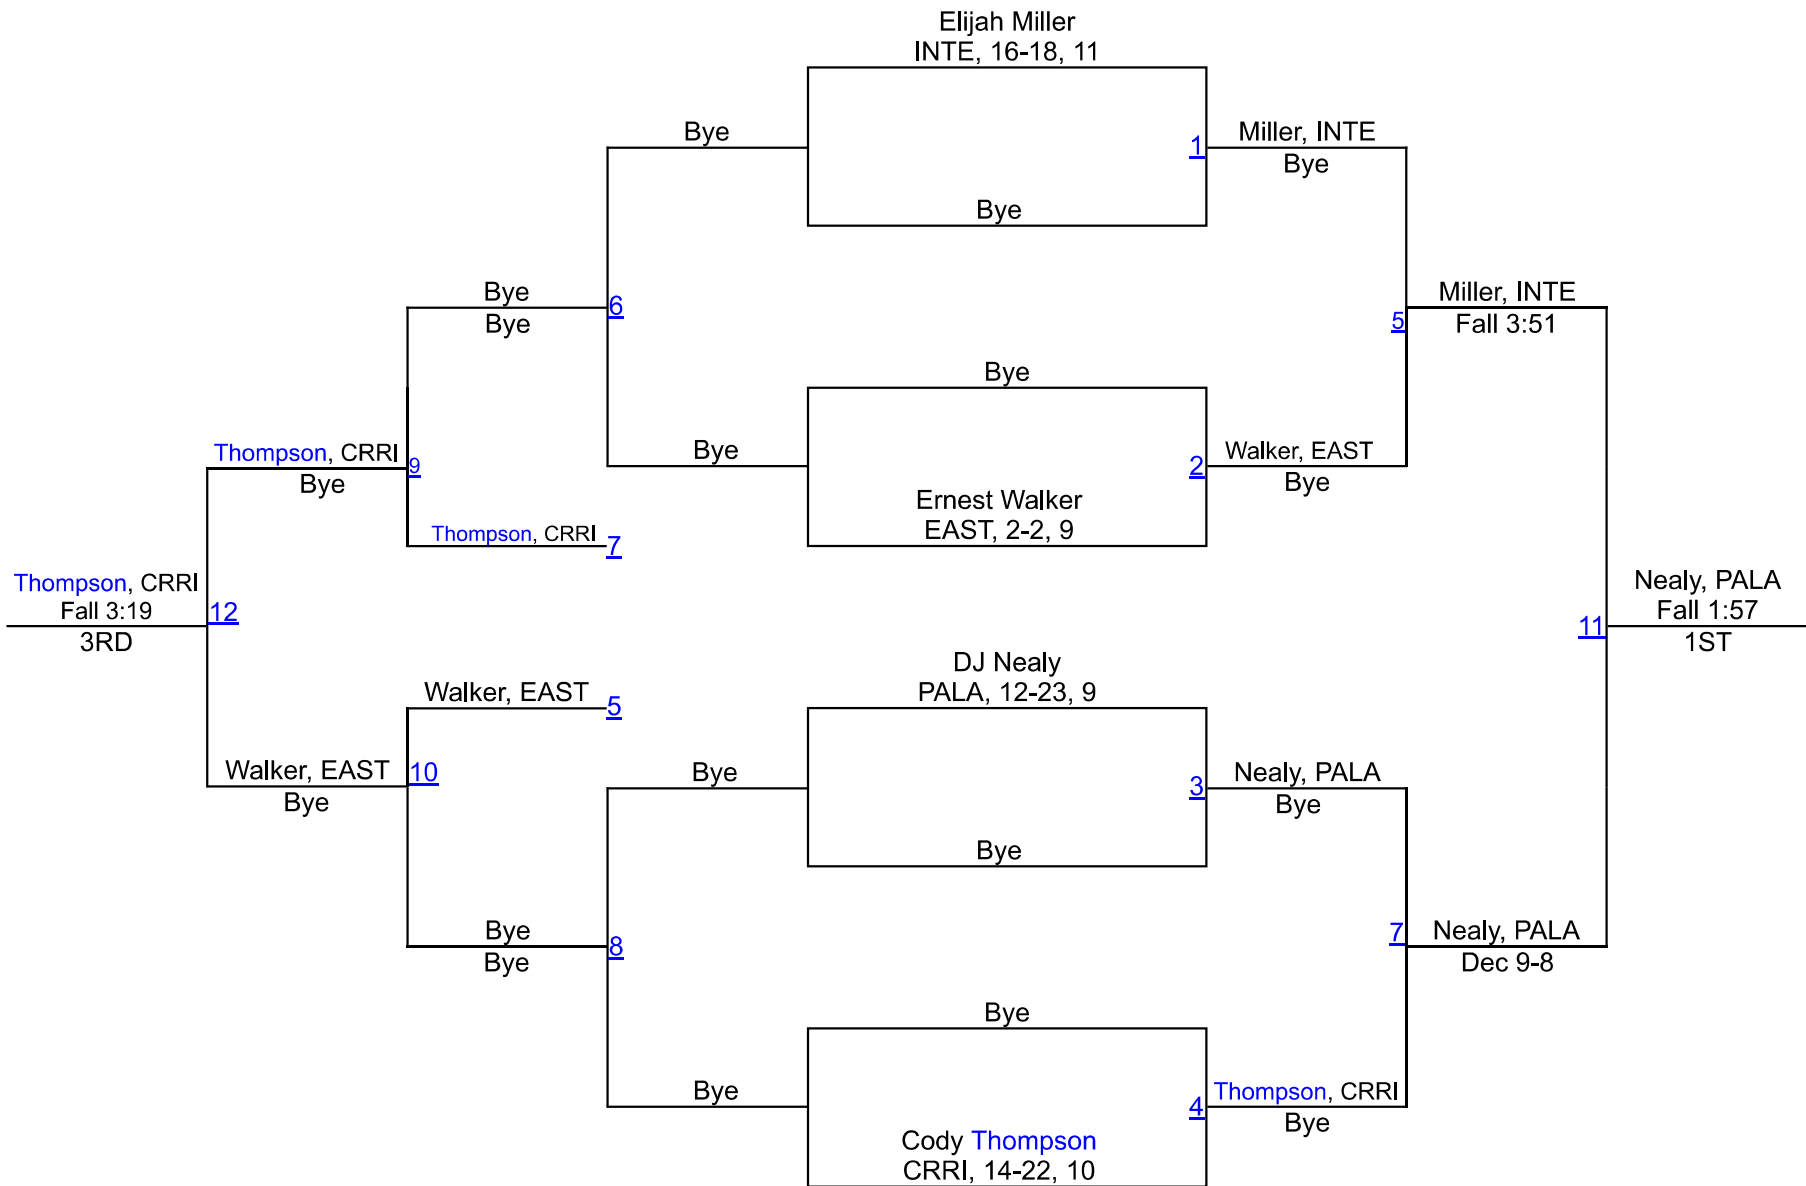 Elijah Miller
INTE, 16-18, 11
Bye
1
Miller, INTE
Bye
Bye
Bye
Bye
6
Miller, INTE
5
Fall 3:51
Bye
Bye
2
Walker, EAST
Bye
Thompson, CRRI
9
Bye
Ernest Walker
EAST, 2-2, 9
Thompson, CRRI
7
Thompson, CRRI
Fall 3:19
12
3RD
Nealy, PALA
Fall 1:57
11
1ST
DJ Nealy
PALA, 12-23, 9
Walker, EAST
5
Walker, EAST
10
Bye
Bye
3
Nealy, PALA
Bye
Bye
Bye
8
Bye
7
Nealy, PALA
Dec 9-8
Bye
Bye
4
Thompson, CRRI
Bye
Cody Thompson
CRRI, 14-22, 10